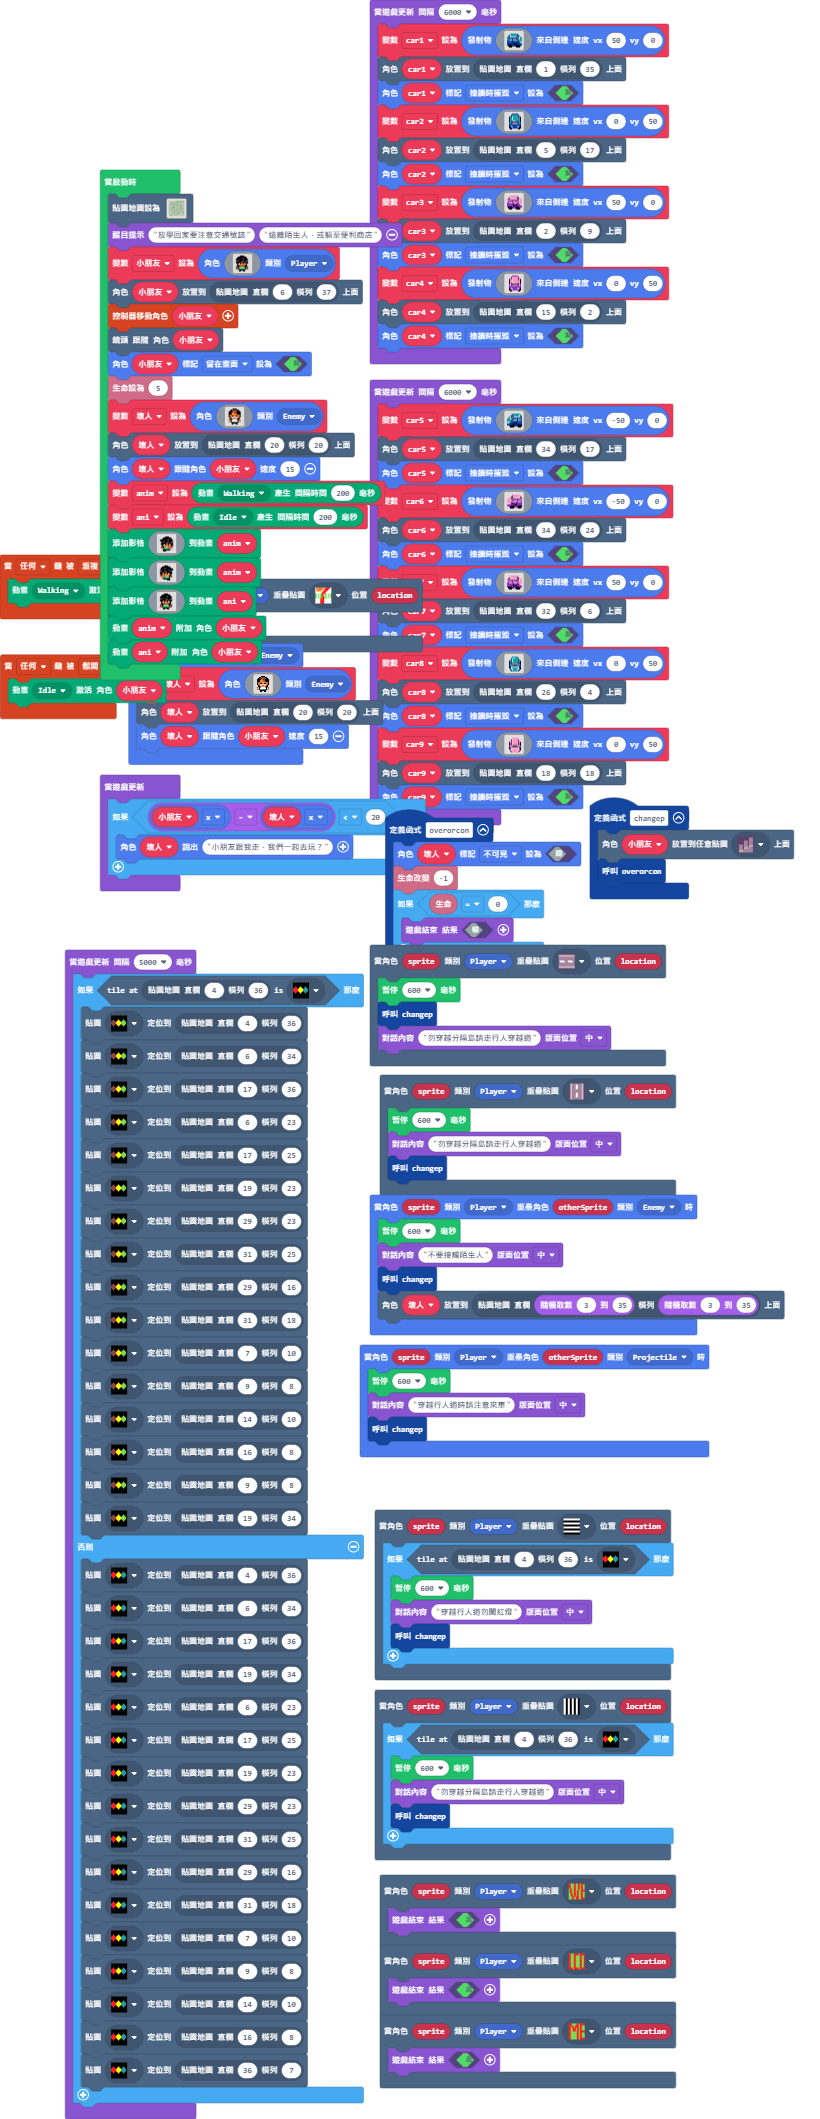 當遊戲更新 間隔 6000 毫秒
變數 car1 設為 發射物 來自側邊 速度 vx 50 vy 0
角色 car1 放置到 貼圖地圖 直欄 1 橫列 35 上面
角色 car1 標記 撞牆時摧毀 設為
變數 car2 設為 發射物 來自側邊 速度 vx 0 vy 50
角色 car2 放置到 貼圖地圖 直欄 5 橫列 17 上面
角色 car2 標記 撞牆時摧毀 設為
變數 car3 設為 發射物 來自側邊 速度 vx 50 vy 0
角色 car3 放置到 貼圖地圖 直欄 2 橫列 9 上面
角色 car3 標記 撞牆時摧毀 設為
變數 car4 設為 發射物 來自側邊 速度 vx 0 vy 50
角色 car4 放置到 貼圖地圖 直欄 15 橫列 2 上面
角色 car4 標記 撞牆時摧毀 設為
當啟動時
貼圖地圖設為
醒目提示 "放學回家要注意交通號誌" "遠離陌生人，或躲至便利商店"
變數 小朋友 設為 角色 類別 Player
角色 小朋友 放置到 貼圖地圖 直欄 6 橫列 37 上面
控制器移動角色 小朋友
鏡頭 跟隨 角色 小朋友
角色 小朋友 標記 留在畫面 設為
生命設為 5
變數 壞人 設為 角色 類別 Enemy
角色 壞人 放置到 貼圖地圖 直欄 20 橫列 20 上面
角色 壞人 跟隨角色 小朋友 速度 15
變數 anim 設為 動畫 Walking 產生 間隔時間 200 毫秒
變數 ani 設為 動畫 Idle 產生 間隔時間 200 毫秒
添加影格 到動畫 anim
添加影格 到動畫 anim
添加影格 到動畫 ani
動畫 anim 附加 角色 小朋友
動畫 ani 附加 角色 小朋友
當遊戲更新 間隔 6000 毫秒
變數 car5 設為 發射物 來自側邊 速度 vx -50 vy 0
角色 car5 放置到 貼圖地圖 直欄 34 橫列 17 上面
角色 car5 標記 撞牆時摧毀 設為
變數 car6 設為 發射物 來自側邊 速度 vx -50 vy 0
角色 car6 放置到 貼圖地圖 直欄 34 橫列 24 上面
角色 car6 標記 撞牆時摧毀 設為
設為 發射物 來自側邊 速度 vx 50 vy 0
放置到 貼圖地圖 直欄 32 橫列 6 上面
標記 撞牆時摧毀 設為
變數 car8 設為 發射物 來自側邊 速度 vx 0 vy 50
角色 car8 放置到 貼圖地圖 直欄 26 橫列 4 上面
角色 car8 標記 撞牆時摧毀 設為
變數 car9 設為 發射物 來自側邊 速度 vx 0 vy 50
角色 car9 放置到 貼圖地圖 直欄 18 橫列 18 上面
角色 car9 標記 撞牆時摧毀 設為
當 任何 鍵 被 重複
動畫 Walking
重疊貼圖 位置 location
當 任何 鍵 被 鬆開
動畫 Idle 激活 角色 小朋友
Enemy
設為 角色 類別 Enemy
角色 壞人 放置到 貼圖地圖 直欄 20 橫列 20 上面
角色 壞人 跟隨角色 小朋友 速度 15
當遊戲更新
如果 小朋友 x - 壞人 x < 20
角色 壞人 說出 "小朋友跟我走，我們一起去玩？"
定義函式 overorcon
角色 壞人 標記 不可見 設為
生命改變 -1
如果 生命 = 0 那麼
遊戲結束 結果
定義函式 changep
角色 小朋友 放置到任意貼圖 上面
呼叫 overorcon
當遊戲更新 間隔 5000 毫秒
如果 tile at 貼圖地圖 直欄 4 橫列 36 is 那麼
貼圖 定位到 貼圖地圖 直欄 4 橫列 36
貼圖 定位到 貼圖地圖 直欄 6 橫列 34
貼圖 定位到 貼圖地圖 直欄 17 橫列 36
貼圖 定位到 貼圖地圖 直欄 6 橫列 23
貼圖 定位到 貼圖地圖 直欄 17 橫列 25
貼圖 定位到 貼圖地圖 直欄 19 橫列 23
貼圖 定位到 貼圖地圖 直欄 29 橫列 23
貼圖 定位到 貼圖地圖 直欄 31 橫列 25
貼圖 定位到 貼圖地圖 直欄 29 橫列 16
貼圖 定位到 貼圖地圖 直欄 31 橫列 18
貼圖 定位到 貼圖地圖 直欄 7 橫列 10
貼圖 定位到 貼圖地圖 直欄 9 橫列 8
貼圖 定位到 貼圖地圖 直欄 14 橫列 10
貼圖 定位到 貼圖地圖 直欄 16 橫列 8
貼圖 定位到 貼圖地圖 直欄 9 橫列 8
貼圖 定位到 貼圖地圖 直欄 19 橫列 34
否則
貼圖 定位到 貼圖地圖 直欄 4 橫列 36
貼圖 定位到 貼圖地圖 直欄 6 橫列 34
貼圖 定位到 貼圖地圖 直欄 17 橫列 36
貼圖 定位到 貼圖地圖 直欄 19 橫列 34
貼圖 定位到 貼圖地圖 直欄 6 橫列 23
貼圖 定位到 貼圖地圖 直欄 17 橫列 25
貼圖 定位到 貼圖地圖 直欄 19 橫列 23
貼圖 定位到 貼圖地圖 直欄 29 橫列 23
貼圖 定位到 貼圖地圖 直欄 31 橫列 25
貼圖 定位到 貼圖地圖 直欄 29 橫列 16
貼圖 定位到 貼圖地圖 直欄 31 橫列 18
貼圖 定位到 貼圖地圖 直欄 7 橫列 10
貼圖 定位到 貼圖地圖 直欄 9 橫列 8
貼圖 定位到 貼圖地圖 直欄 14 橫列 10
貼圖 定位到 貼圖地圖 直欄 16 橫列 8
貼圖 定位到 貼圖地圖 直欄 36 橫列 7
當角色 sprite 類別 Player 重疊貼圖 位置 location
暫停 600 毫秒
呼叫 changep
對話內容 "勿穿越分隔島請走行人穿越道" 版面位置 中
當角色 sprite 類別 Player 重疊貼圖 位置 location
暫停 600 毫秒
對話內容 "勿穿越分隔島請走行人穿越道" 版面位置 中
呼叫 changep
當角色 sprite 類別 Player 重疊角色 otherSprite 類別 Enemy 時
暫停 600 毫秒
對話內容 "不要接觸陌生人" 版面位置 中
呼叫 changep
角色 壞人 放置到 貼圖地圖 直欄 隨機取數 3 到 35 橫列 隨機取數 3 到 35 上面
當角色 sprite 類別 Player 重疊角色 otherSprite 類別 Projectile 時
暫停 600 毫秒
對話內容 "穿越行人道時請注意來車" 版面位置 中
呼叫 changep
當角色 sprite 類別 Player 重疊貼圖 位置 location
如果 tile at 貼圖地圖 直欄 4 橫列 36 is 那麼
暫停 600 毫秒
對話內容 "穿越行人道勿闖紅燈" 版面位置 中
呼叫 changep
當角色 sprite 類別 Player 重疊貼圖 位置 location
如果 tile at 貼圖地圖 直欄 4 橫列 36 is 那麼
暫停 600 毫秒
對話內容 "勿穿越分隔島請走行人穿越道" 版面位置 中
呼叫 changep
當角色 sprite 類別 Player 重疊貼圖 位置 location
遊戲結束 結果
當角色 sprite 類別 Player 重疊貼圖 位置 location
遊戲結束 結果
當角色 sprite 類別 Player 重疊貼圖 位置 location
遊戲結束 結果